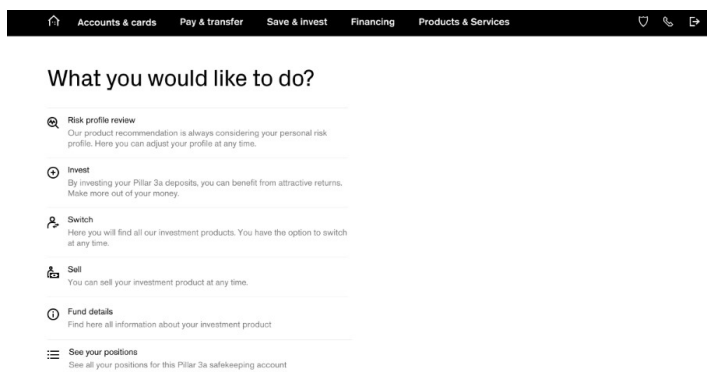 Accounts & cards Pay & transfer Save & invest Financing Products & Services
What you would like to do?
Risk profile review
Our product recommendation is always considering your personal risk
profile. Here you can adjust your profile at any time.
Invest
By investing your Pillar 3a deposits, you can benefit from attractive returns.
Make more out of your money.
Switch
Here you will find all our investment products. You have the option to switch
at any time.
Sell
You can sell your investment product at any time.
Fund details
Find here all information about your investment product
See your positions
See all your positions for this Pillar 3a safekeeping account